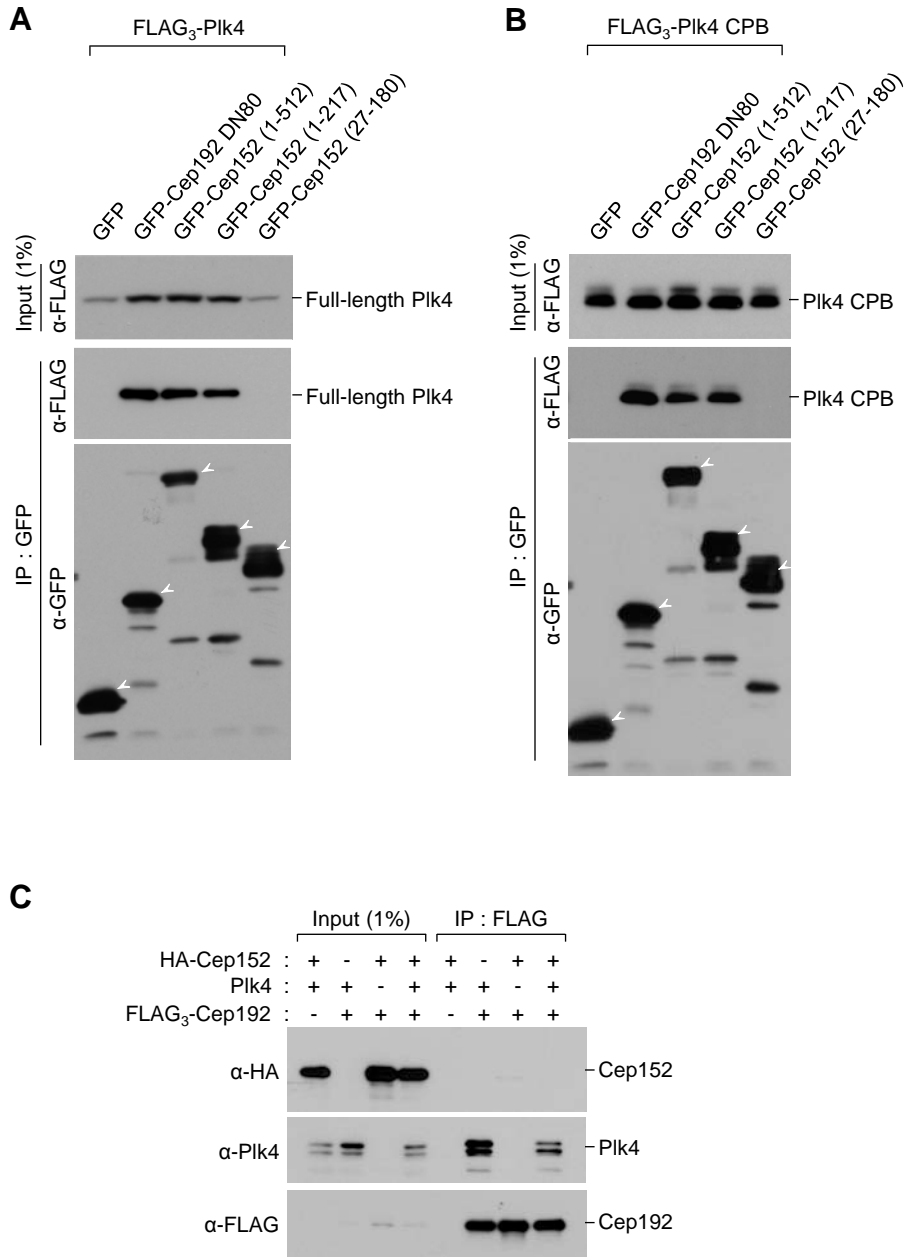 A
FLAG3-Plk4
GFP
GFP-Cep192 DN80
GFP-Cep152 (1-512)
GFP-Cep152 (1-217)
GFP-Cep152 (27-180)
Input (1%)
α-FLAG
Full-length Plk4
IP : GFP
α-FLAG
Full-length Plk4
α-GFP
B
FLAG3-Plk4 CPB
GFP
GFP-Cep192 DN80
GFP-Cep152 (1-512)
GFP-Cep152 (1-217)
GFP-Cep152 (27-180)
Input (1%)
α-FLAG
Plk4 CPB
IP : GFP
α-FLAG
Plk4 CPB
α-GFP
C
Input (1%) IP : FLAG
HA-Cep152 : + - + + + - + +
Plk4 : + + - + + + - +
FLAG3-Cep192 : - + + + - + + +
α-HA Cep152
α-Plk4 Plk4
α-FLAG Cep192